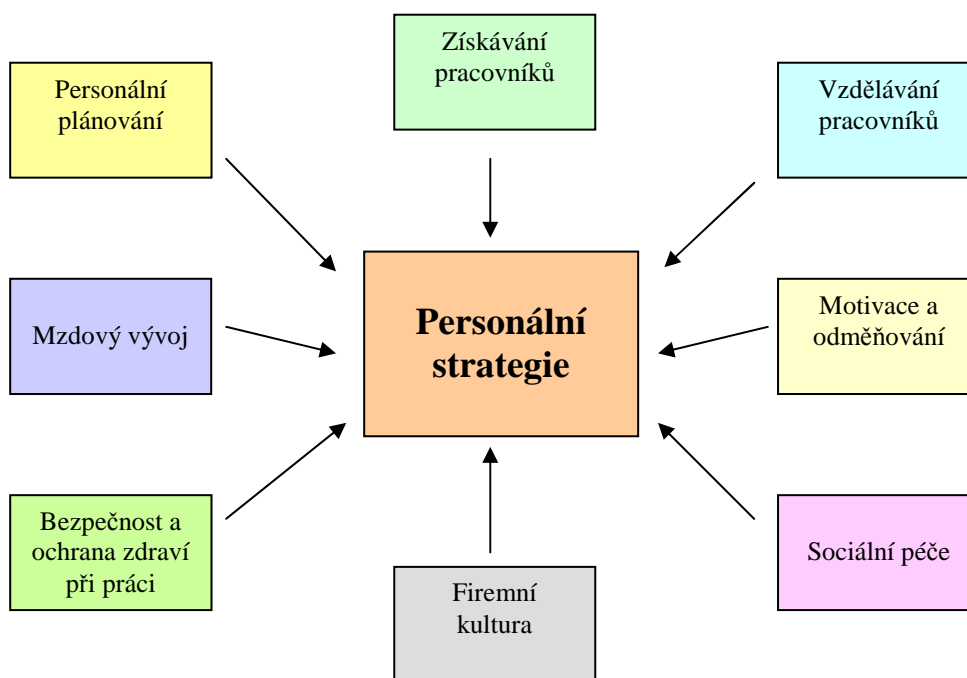 Získávání
pracovníků
Personální
plánování
Vzdělávání
pracovníků
Personální
strategie
Mzdový vývoj
Motivace a
odměňování
Bezpečnost a
ochrana zdraví
při práci
Sociální péče
Firemní
kultura